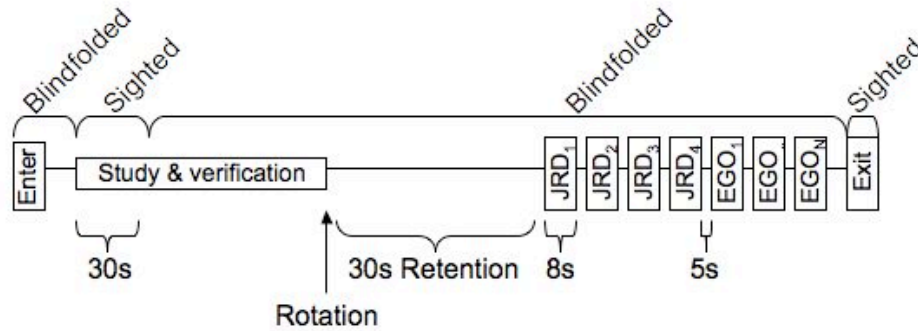 Blindfolded
Sighted
Blindfolded
Sighted
Enter
Study & verification
JRD1
JRD2
JRD3
JRD4
EGO1
EGO..
EGON
Exit
30s
30s Retention
8s
5s
Rotation